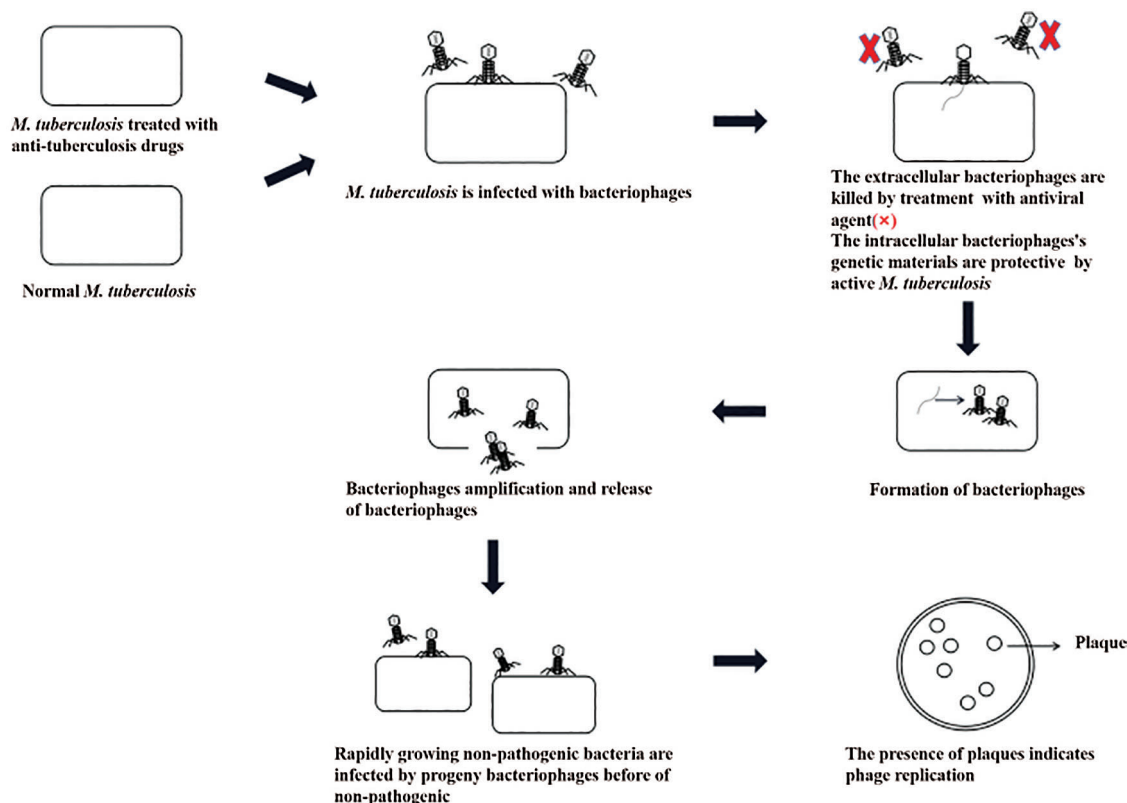 M. tuberculosis treated with
anti-tuberculosis drugs
Normal M. tuberculosis
M. tuberculosis is infected with bacteriophages
The extracellular bacteriophages are
killed by treatment with antiviral
agent(×)
The intracellular bacteriophages's
genetic materials are protective by
active M. tuberculosis
Formation of bacteriophages
Bacteriophages amplification and release
of bacteriophages
Rapidly growing non-pathogenic bacteria are
infected by progeny bacteriophages before of
non-pathogenic
Plaque
The presence of plaques indicates
phage replication